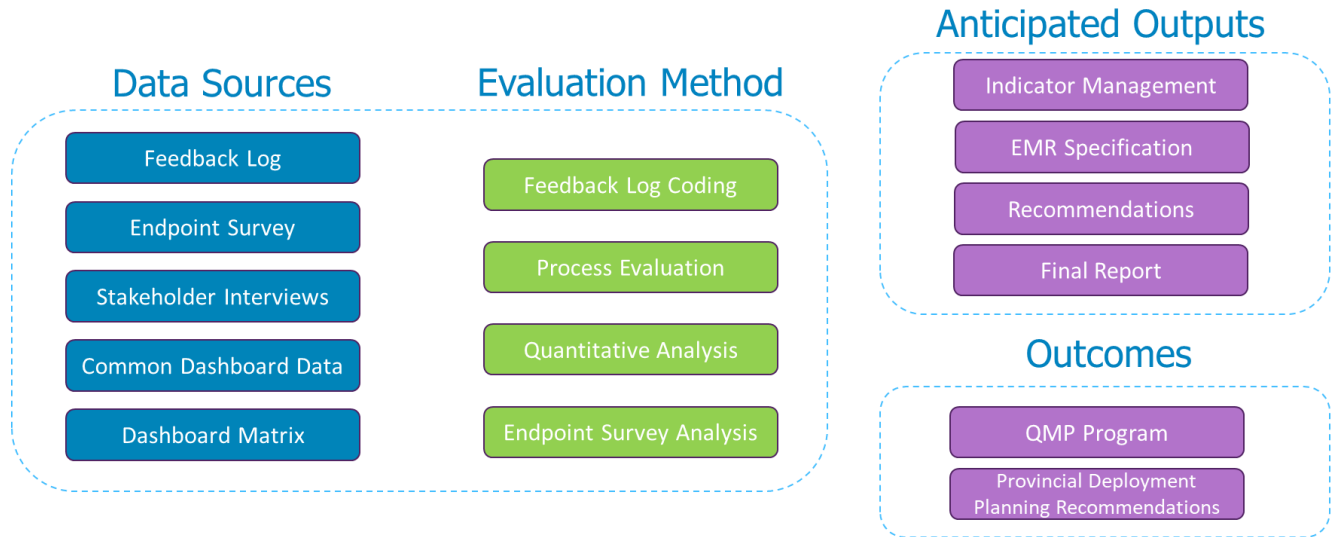 Data Sources
Feedback Log
Endpoint Survey
Stakeholder Interviews
Common Dashboard Data
Dashboard Matrix
Evaluation Method
Feedback Log Coding
Process Evaluation
Quantitative Analysis
Endpoint Survey Analysis
Anticipated Outputs
Indicator Management
EMR Specification
Recommendations
Final Report
Outcomes
QMP Program
Provincial Deployment
Planning Recommendations